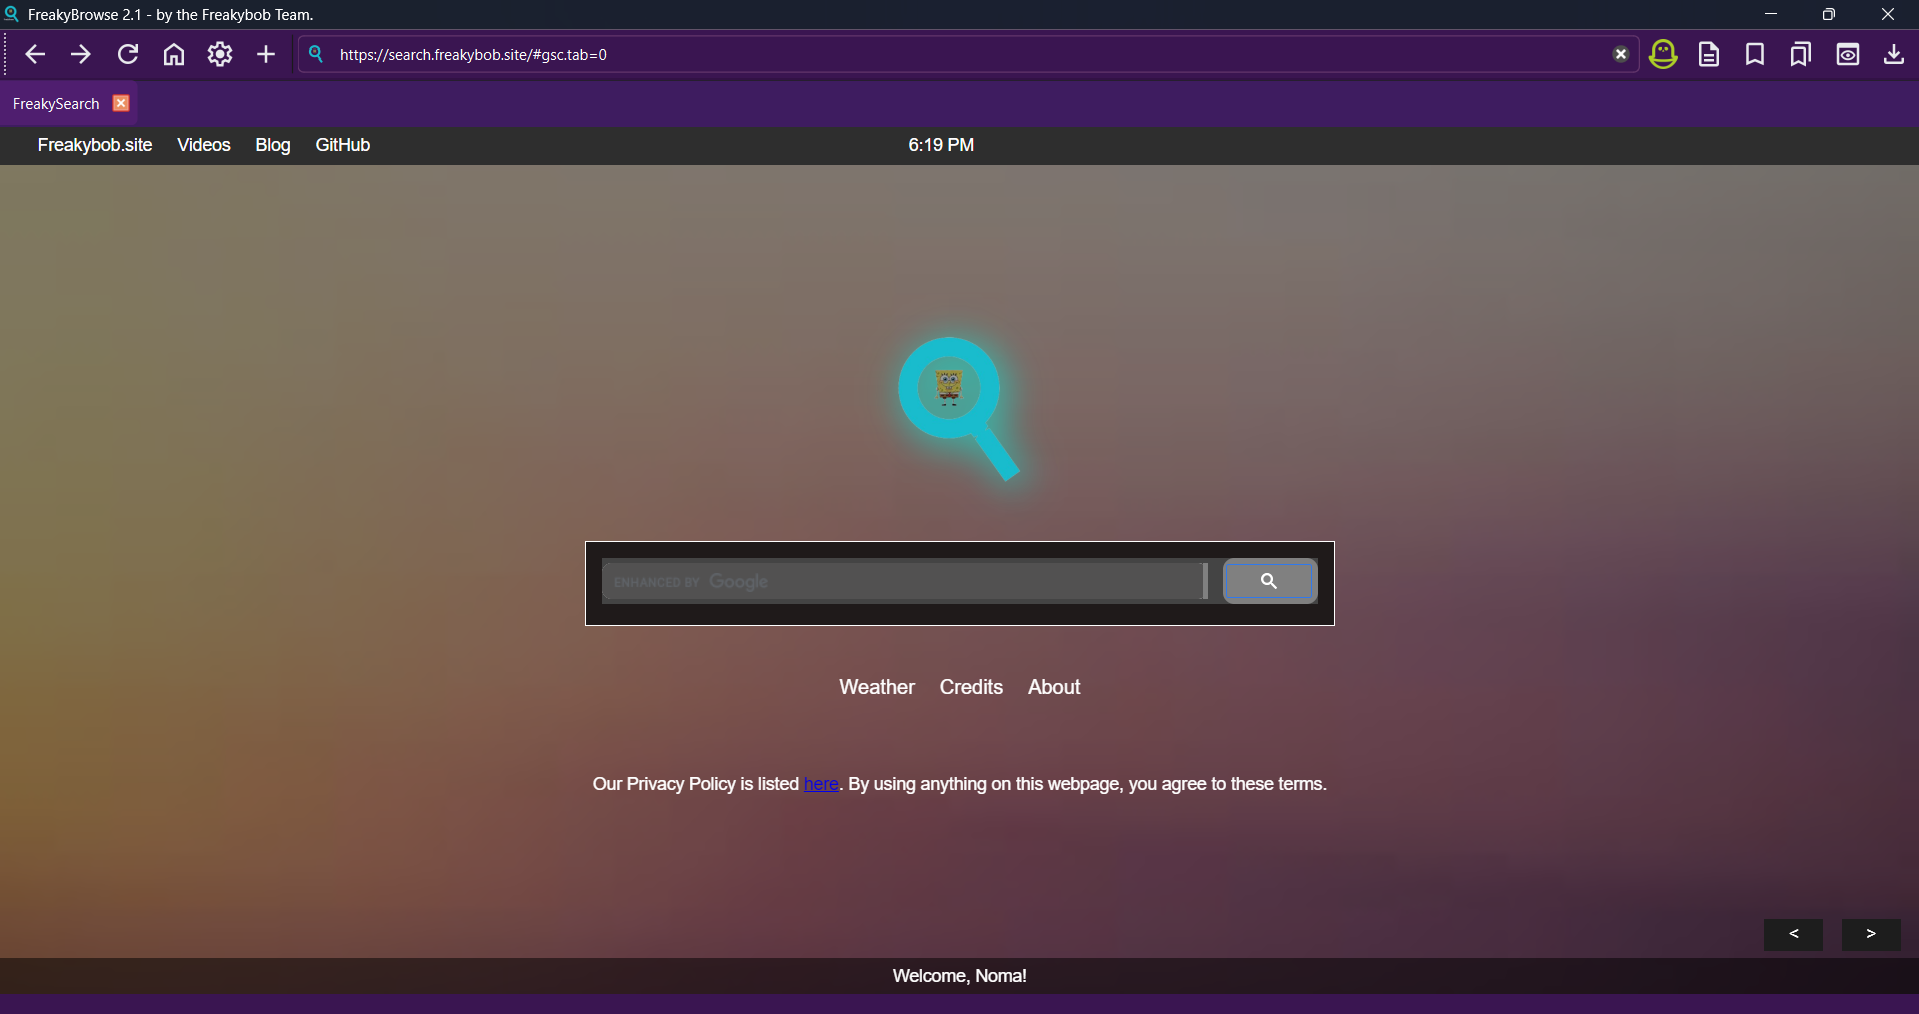 FreakyBrowse 2.1 - by the Freakybob Team.
https://search.freakybob.site/#gsc.tab=0
FreakySearch
Freakybob.site Videos Blog GitHub 6:19 PM
ENHANCED BY Google
Weather Credits About
Our Privacy Policy is listed here. By using anything on this webpage, you agree to these terms.
< >
Welcome, Noma!